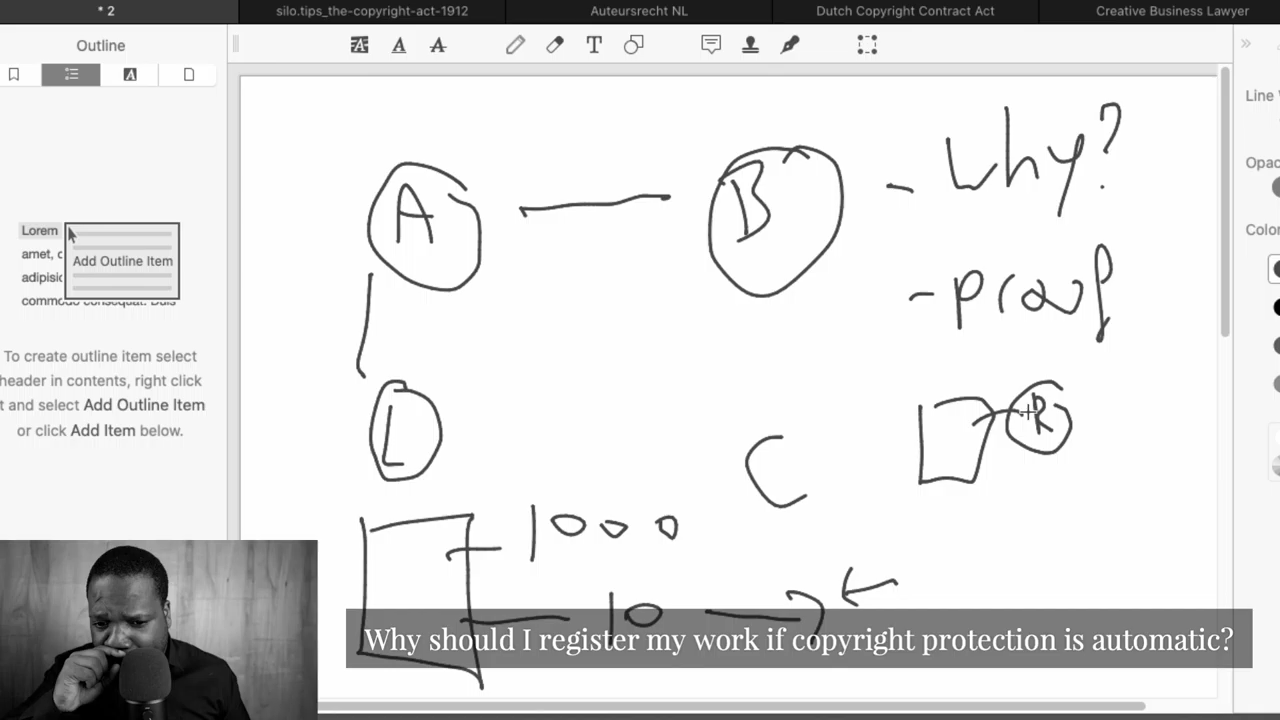 * 2
silo.tips_the-copyright-act-1912
Auteursrecht NL
Dutch Copyright Contract Act
Creative Business Lawyer
Outline
A
A
A
T
A
Line
Opac
Color
Lorem
amet, c
Add Outline Item
adipisic
commodo consequat. Duis
To create outline item select
header in contents, right click
t and select Add Outline Item
or click Add Item below.
A
B
- Why?
- proof
L
C
R
1000
10
Why should I register my work if copyright protection is automatic?